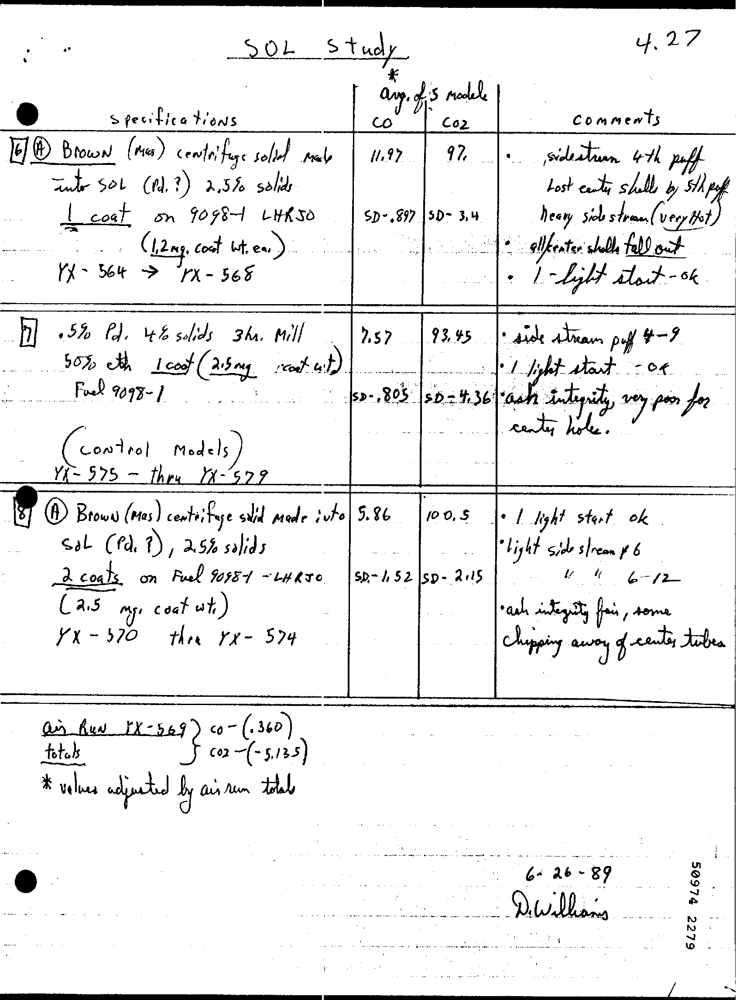 4.27
SOL Study
*
avg. of 5 models
specifications CO CO2 comments
6 (A) Brown (Mas) centrifuge solid made 11.97 97. • sidestream 4th puff
into SOL (Pd.?) 2.5% solids Lost center shells by 5th puff
1 coat on 9098-1 LHRJO SD-.897 SD-3.4 heavy sidestream (very Hot)
(1.2 mg. coat wt. ea.) • all center shells fall out
YX-564 → YX-568 • 1-light start-ok
7 .5% Pd. 4% solids 3hr. Mill 7.57 93.45 • side stream puff 4-9
50% eth 1 coat (2.5mg coat wt.) • 1 light start - ok
Fuel 9098-1 SD-.805 SD-4.36 • ash integrity, very poor for
center holes.
(control Models)
YX-575 - thru YX-579
8 (A) Brown (Mas) centrifuge solid made into 5.86 100.5 • 1 light start ok
SOL (Pd.?), 2.5% solids • Light side stream p 6
2 coats on Fuel 9098-1 - LHRJO SD.-1.52 SD-2.15 " " 6-12
(2.5 mg. coat wt.) • ash integrity fair, some
YX-570 thru YX-574 chipping away of center tubes
air Run YX-569 } CO-(.360)
totals } CO2-(-5.135)
* values adjusted by air run totals
6-26-89
D. Williams
50974 2279